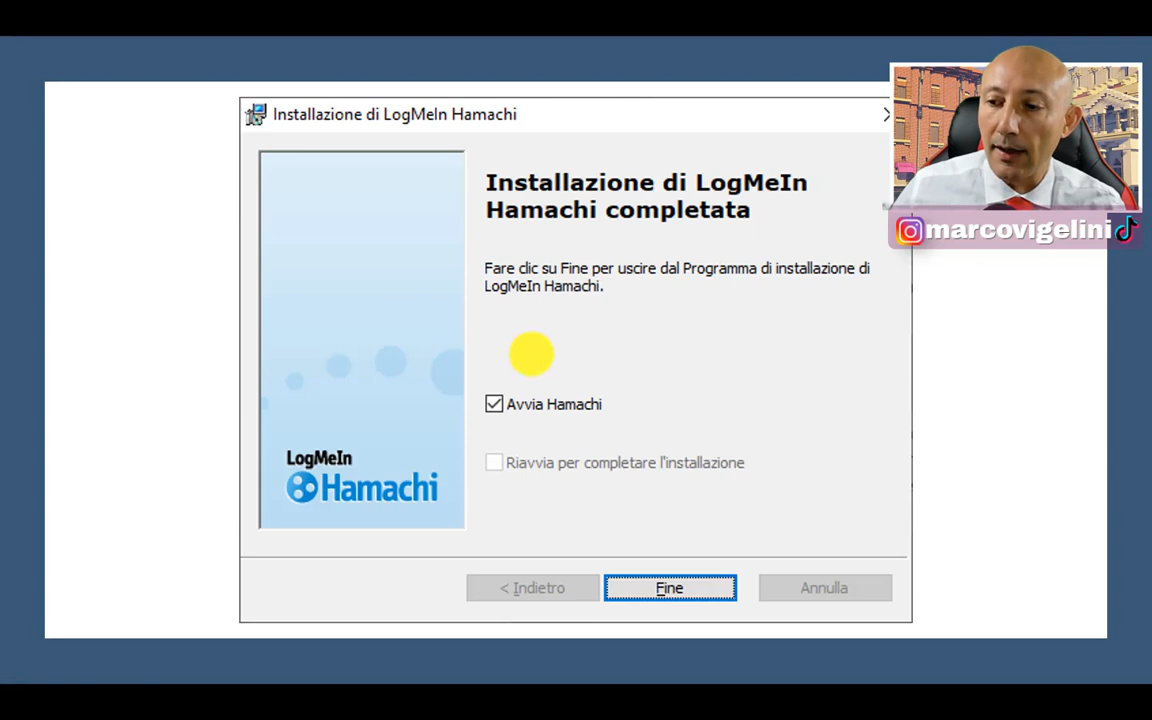 Installazione di LogMeIn Hamachi
Installazione di LogMeIn
Hamachi completata
marcovigelini
Fare clic su Fine per uscire dal Programma di installazione di
LogMeIn Hamachi.
Avvia Hamachi
Riavvia per completare l'installazione
LogMeIn
Hamachi
< Indietro
Fine
Annulla